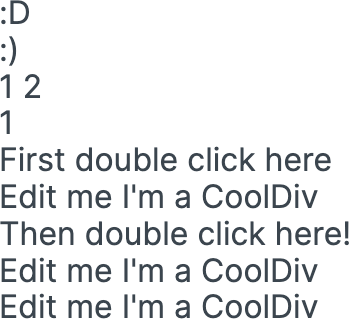 :D
:)
1 2
1
First double click here
Edit me I'm a CoolDiv
Then double click here!
Edit me I'm a CoolDiv
Edit me I'm a CoolDiv